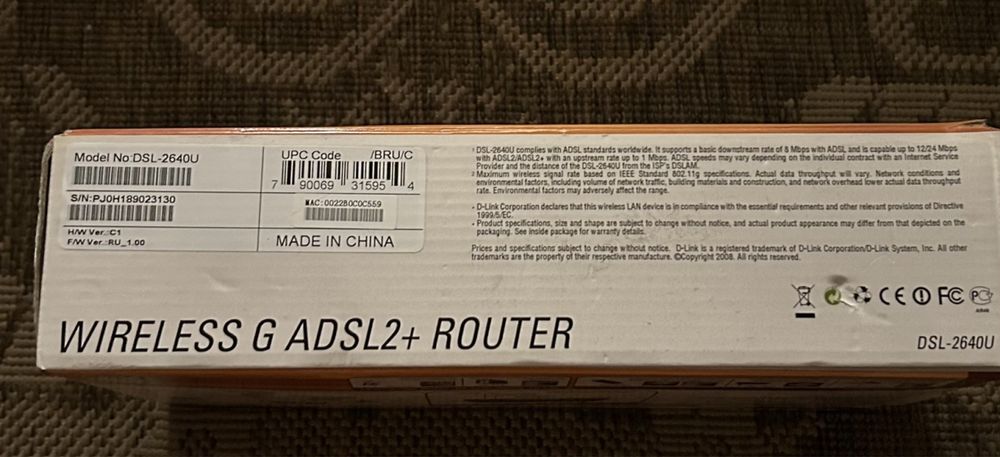 Model No:DSL-2640U
S/N:PJ0H189023130
H/W Ver.:C1
F/W Ver.:RU_1.00
UPC Code /BRU/C
7 90069 31595 4
MAC:0022B0C0C559
MADE IN CHINA
¹ DSL-2640U complies with ADSL standards worldwide. It supports a basic downstream rate of 8 Mbps with ADSL and is capable up to 12/24 Mbps
with ADSL2/ADSL2+ with an upstream rate up to 1 Mbps. ADSL speeds may vary depending on the individual contract with an Internet Service
Provider and the distance of the DSL-2640U from the ISP's DSLAM.
² Maximum wireless signal rate based on IEEE Standard 802.11g specifications. Actual data throughput will vary. Network conditions and
environmental factors, including volume of network traffic, building materials and construction, and network overhead lower actual data throughput
rate. Environmental factors may adversely affect the range.
• D-Link Corporation declares that this wireless LAN device is in compliance with the essential requirements and other relevant provisions of Directive
1999/5/EC.
• Product specifications, size and shape are subject to change without notice, and actual product appearance may differ from that depicted on the
packaging. See inside package for warranty details.
Prices and specifications subject to change without notice. D-Link is a registered trademark of D-Link Corporation/D-Link System, Inc. All other
trademarks are the property of their respective manufacture. ©Copyright 2008. All rights reserved.
CE FC
WIRELESS G ADSL2+ ROUTER
DSL-2640U